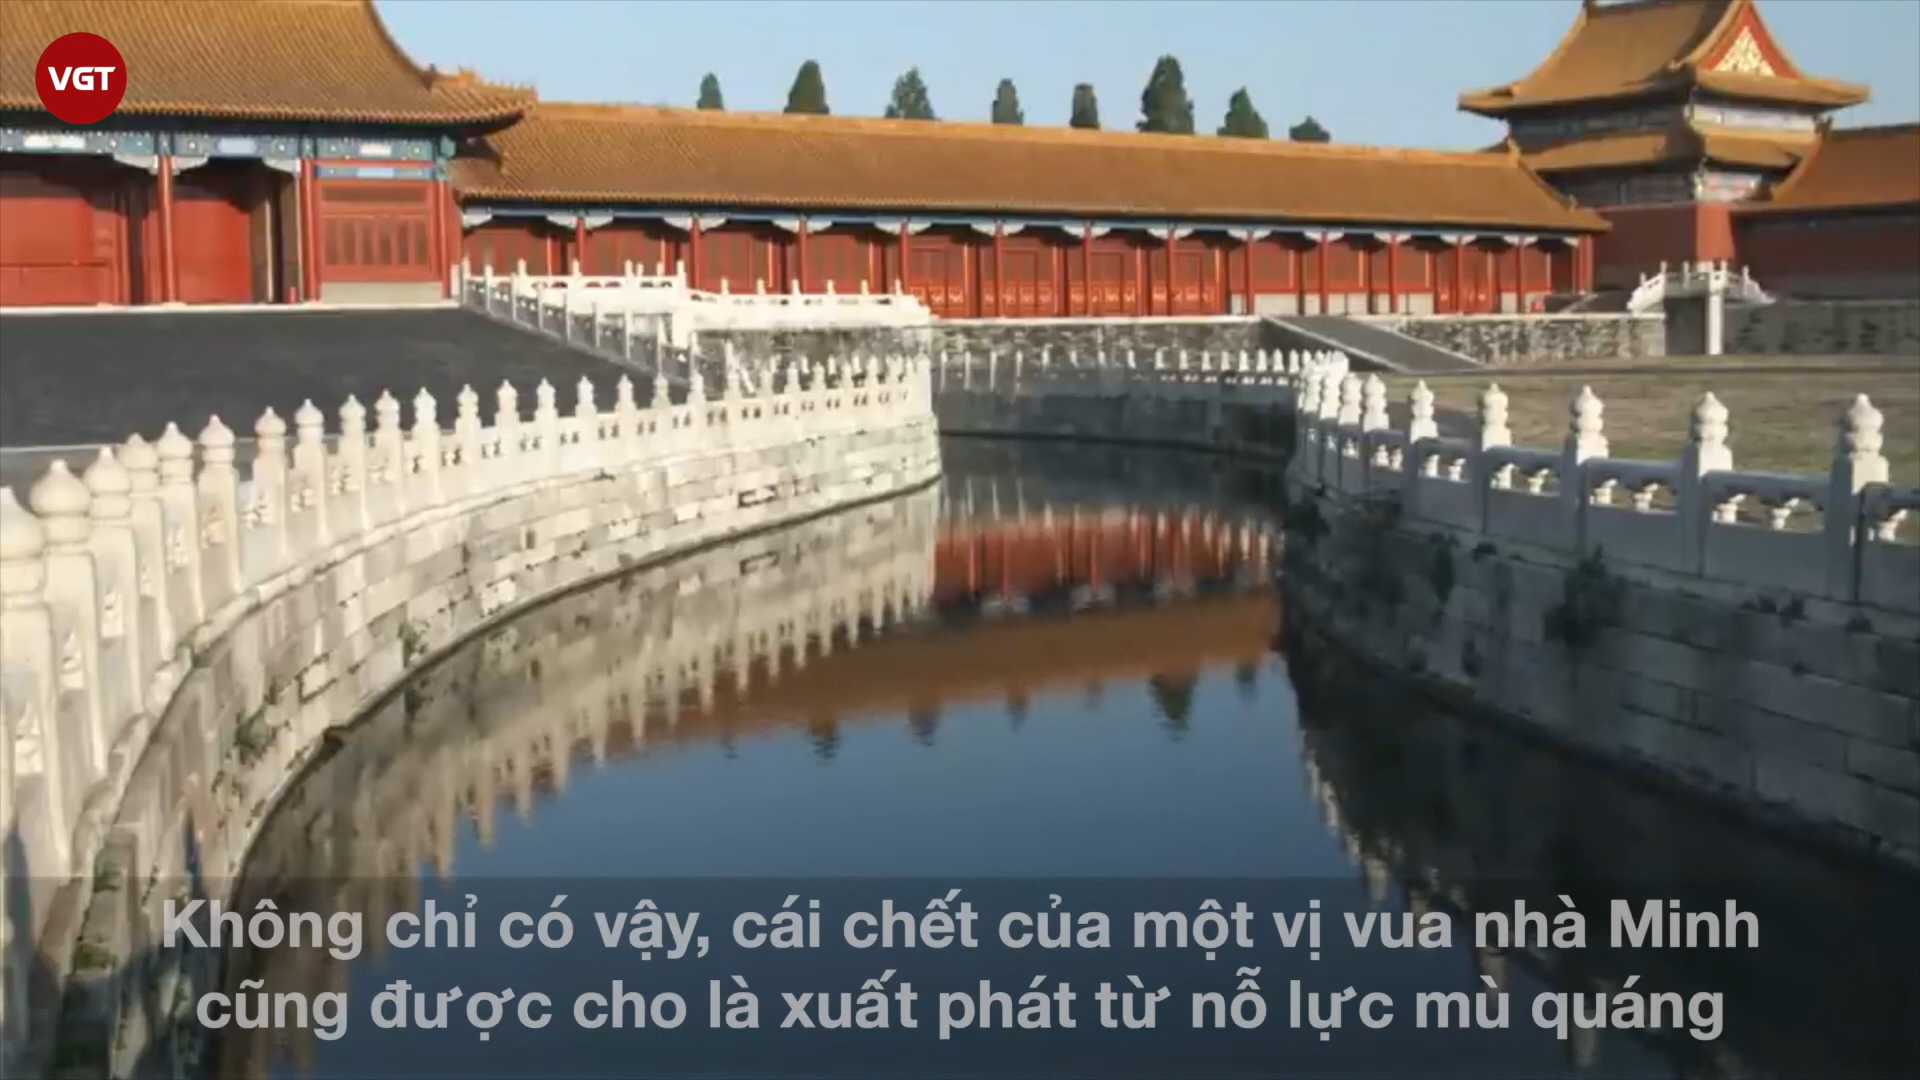 VGT
Không chỉ có vậy, cái chết của một vị vua nhà Minh
cũng được cho là xuất phát từ nỗ lực mù quáng